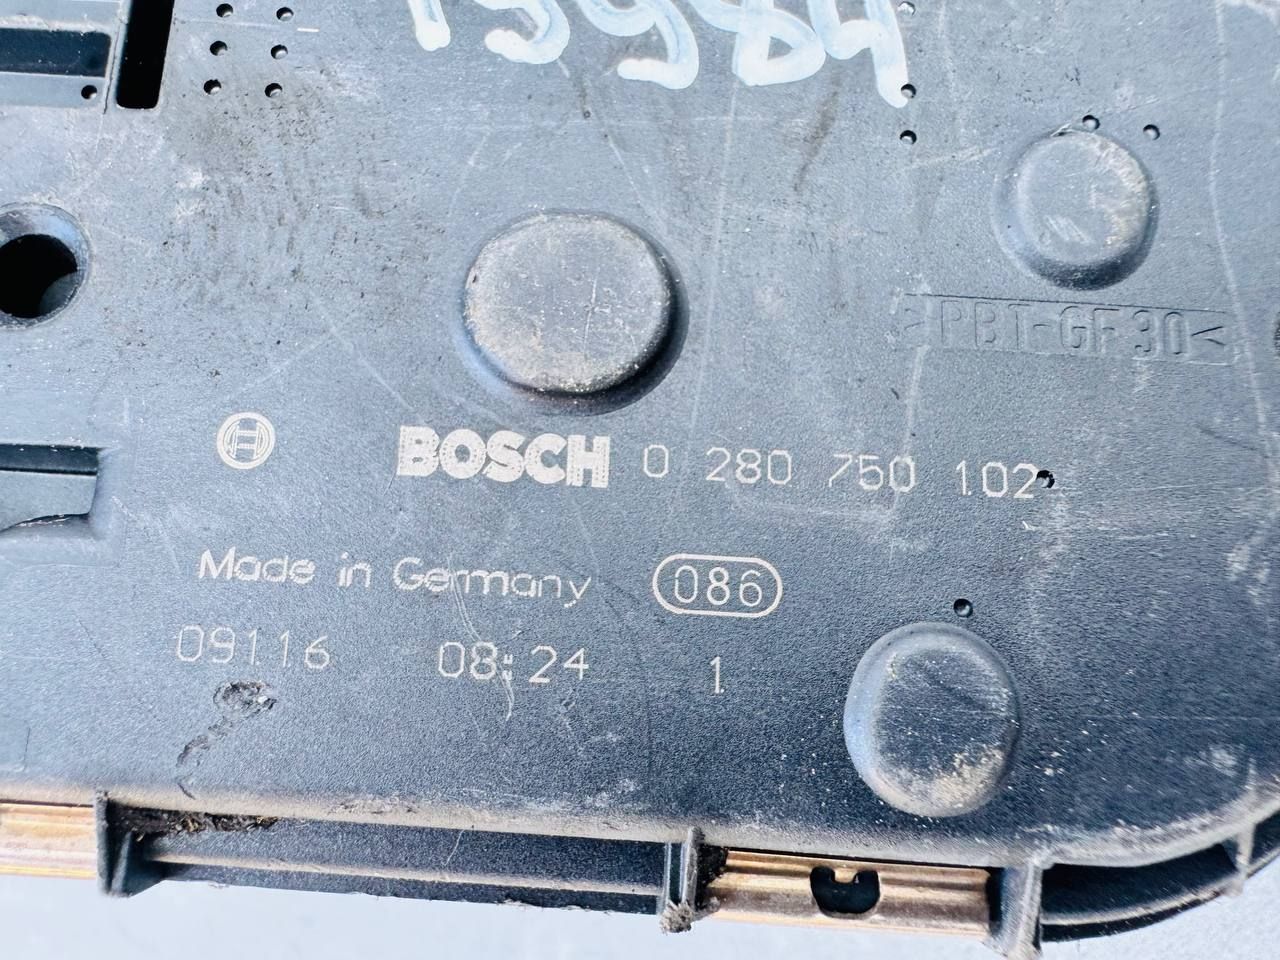 >PBT-GF30<
BOSCH 0 280 750 102
Made in Germany 086
09116 08:24 1